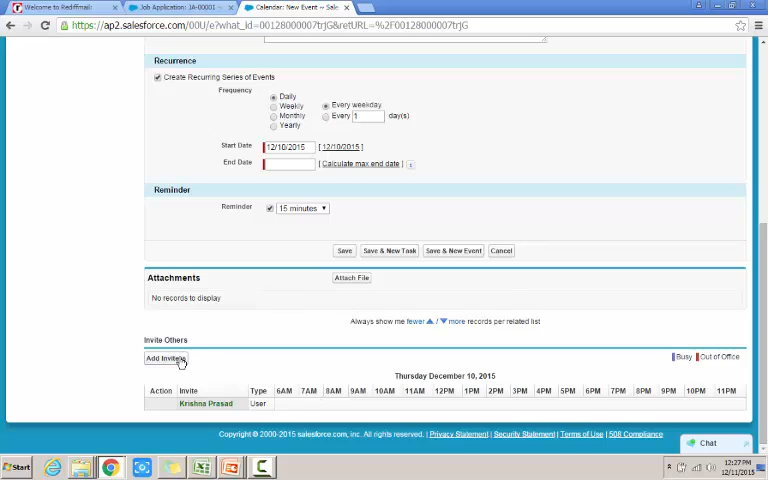 Welcome to Rediffmail:
Job Application: JA-00001
Calendar: New Event ~ Sales
https://ap2.salesforce.com/00U/e?what_id=00128000007trjG&retURL=%2F00128000007trjG
Recurrence
Create Recurring Series of Events
Frequency
Daily
Weekly
Monthly
Yearly
Every weekday
Every 1 day(s)
Start Date 12/10/2015 [ 12/10/2015 ]
End Date [ Calculate max end date ] i
Reminder
Reminder 15 minutes
Save Save & New Task Save & New Event Cancel
Attachments Attach File
No records to display
Always show me fewer / more records per related list
Invite Others
Add Invitees Busy Out of Office
Thursday December 10, 2015
Action Invite Type 6AM 7AM 8AM 9AM 10AM 11AM 12PM 1PM 2PM 3PM 4PM 5PM 6PM 7PM 8PM 9PM 10PM 11PM
Krishna Prasad User
Copyright © 2000-2015 salesforce.com, inc. All rights reserved. | Privacy Statement | Security Statement | Terms of Use | 508 Compliance
Chat
Start
12:27 PM
12/11/2015